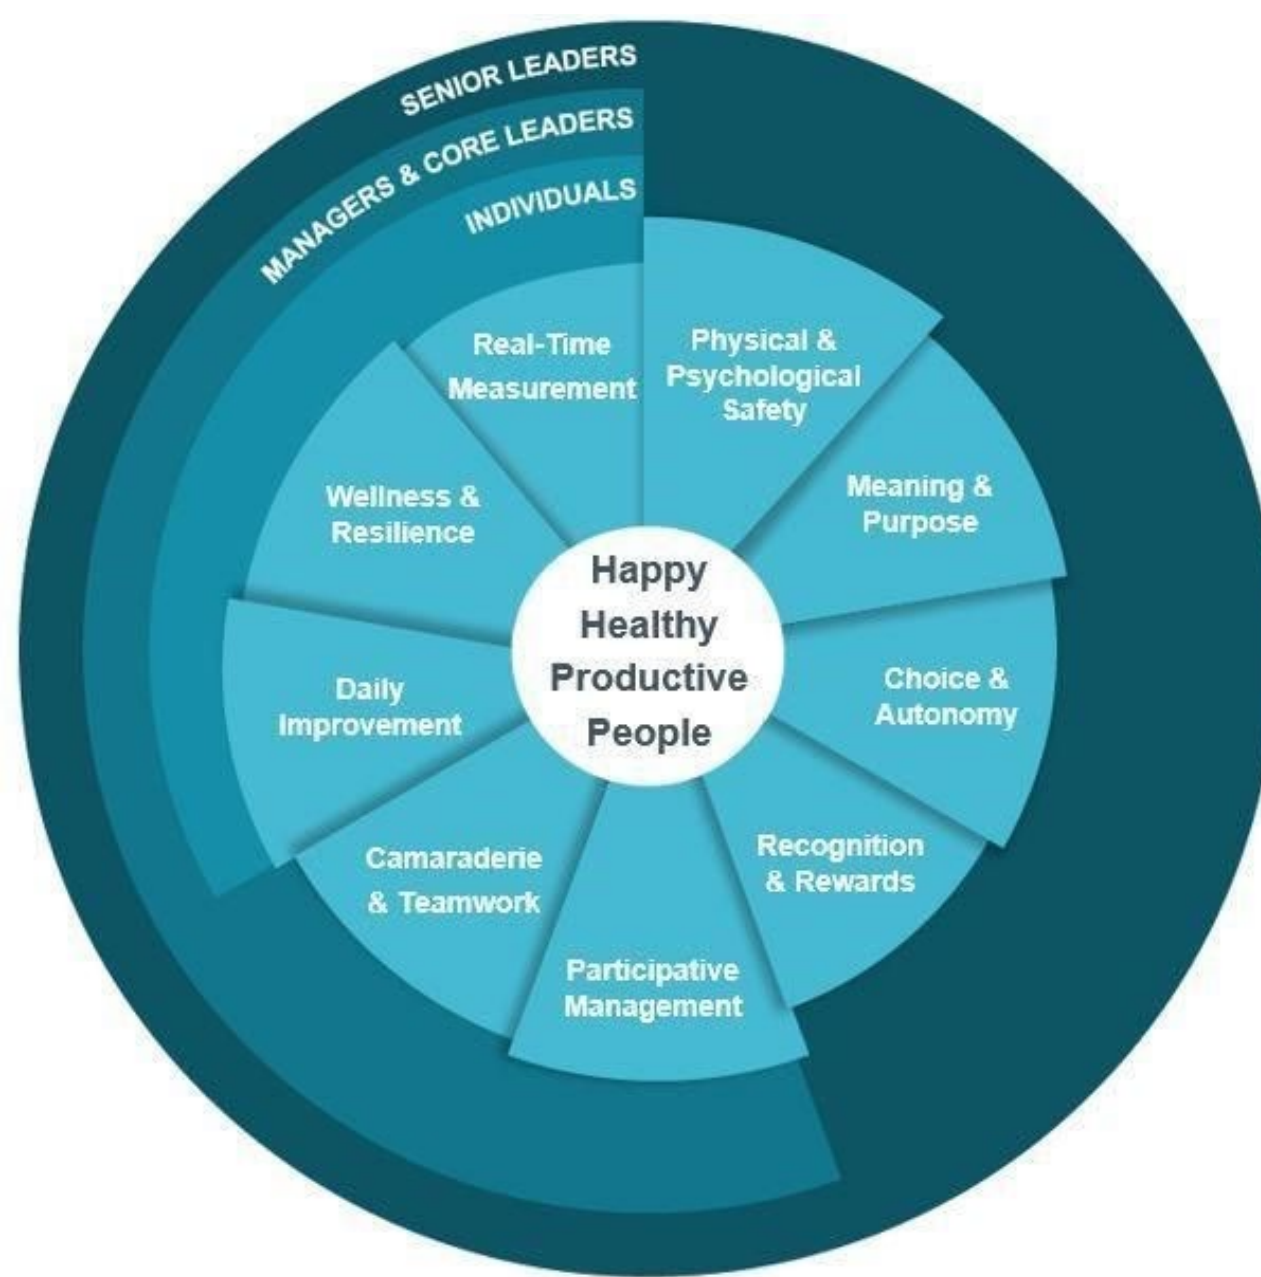 SENIOR LEADERS
MANAGERS & CORE LEADERS
INDIVIDUALS
Real-Time
Measurement
Physical &
Psychological
Safety
Meaning &
Purpose
Choice &
Autonomy
Recognition
& Rewards
Participative
Management
Camaraderie
& Teamwork
Daily
Improvement
Wellness &
Resilience
Happy
Healthy
Productive
People